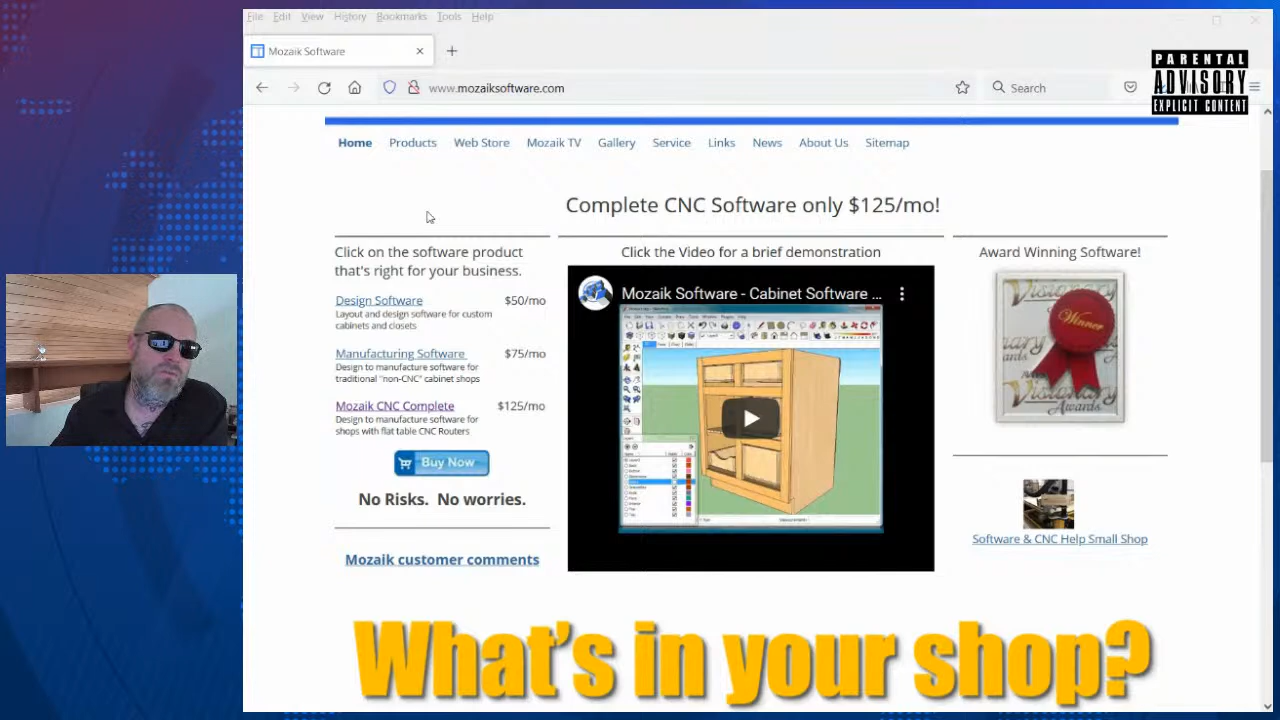 File Edit View History Bookmarks Tools Help
Mozaik Software
PARENTAL
ADVISORY
EXPLICIT CONTENT
www.mozaiksoftware.com
Search
Home Products Web Store Mozaik TV Gallery Service Links News About Us Sitemap
Complete CNC Software only $125/mo!
Click on the software product
that's right for your business.
Design Software $50/mo
Layout and design software for custom
cabinets and closets
Manufacturing Software $75/mo
Design to manufacture software for
traditional "non-CNC" cabinet shops
Mozaik CNC Complete $125/mo
Design to manufacture software for
shops with flat table CNC Routers
Buy Now
No Risks. No worries.
Mozaik customer comments
Click the Video for a brief demonstration
Mozaik Software - Cabinet Software ...
Award Winning Software!
Visionary
Winner
Visionary
Awards
Software & CNC Help Small Shop
What's in your shop?